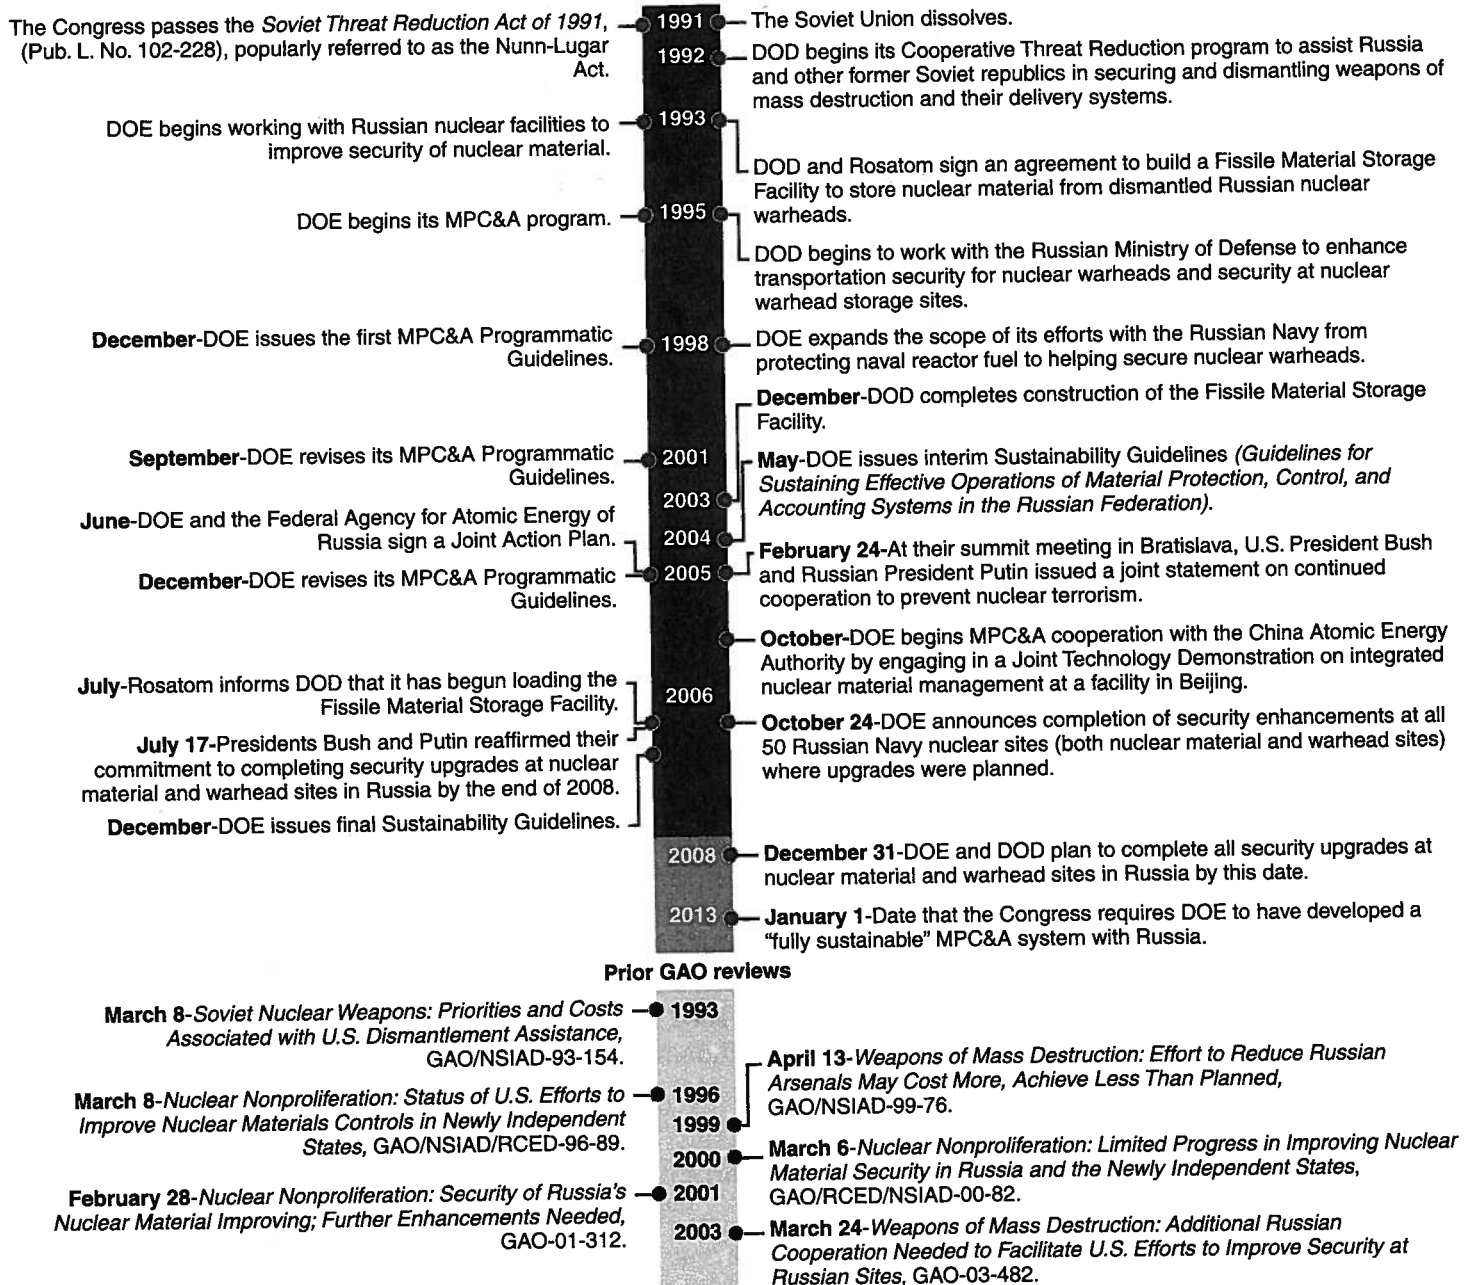 The Congress passes the Soviet Threat Reduction Act of 1991,
(Pub. L. No. 102-228), popularly referred to as the Nunn-Lugar
Act.
1991
The Soviet Union dissolves.
1992
DOD begins its Cooperative Threat Reduction program to assist Russia
and other former Soviet republics in securing and dismantling weapons of
mass destruction and their delivery systems.
DOE begins working with Russian nuclear facilities to
improve security of nuclear material.
1993
DOD and Rosatom sign an agreement to build a Fissile Material Storage
Facility to store nuclear material from dismantled Russian nuclear
warheads.
DOE begins its MPC&A program.
1995
DOD begins to work with the Russian Ministry of Defense to enhance
transportation security for nuclear warheads and security at nuclear
warhead storage sites.
December-DOE issues the first MPC&A Programmatic
Guidelines.
1998
DOE expands the scope of its efforts with the Russian Navy from
protecting naval reactor fuel to helping secure nuclear warheads.
December-DOD completes construction of the Fissile Material Storage
Facility.
September-DOE revises its MPC&A Programmatic
Guidelines.
2001
May-DOE issues interim Sustainability Guidelines (Guidelines for
Sustaining Effective Operations of Material Protection, Control, and
Accounting Systems in the Russian Federation).
2003
June-DOE and the Federal Agency for Atomic Energy of
Russia sign a Joint Action Plan.
2004
February 24-At their summit meeting in Bratislava, U.S. President Bush
and Russian President Putin issued a joint statement on continued
cooperation to prevent nuclear terrorism.
December-DOE revises its MPC&A Programmatic
Guidelines.
2005
October-DOE begins MPC&A cooperation with the China Atomic Energy
Authority by engaging in a Joint Technology Demonstration on integrated
nuclear material management at a facility in Beijing.
July-Rosatom informs DOD that it has begun loading the
Fissile Material Storage Facility.
2006
October 24-DOE announces completion of security enhancements at all
50 Russian Navy nuclear sites (both nuclear material and warhead sites)
where upgrades were planned.
July 17-Presidents Bush and Putin reaffirmed their
commitment to completing security upgrades at nuclear
material and warhead sites in Russia by the end of 2008.
December-DOE issues final Sustainability Guidelines.
2008
December 31-DOE and DOD plan to complete all security upgrades at
nuclear material and warhead sites in Russia by this date.
2013
January 1-Date that the Congress requires DOE to have developed a
"fully sustainable" MPC&A system with Russia.
Prior GAO reviews
March 8-Soviet Nuclear Weapons: Priorities and Costs
Associated with U.S. Dismantlement Assistance,
GAO/NSIAD-93-154.
1993
April 13-Weapons of Mass Destruction: Effort to Reduce Russian
Arsenals May Cost More, Achieve Less Than Planned,
GAO/NSIAD-99-76.
March 8-Nuclear Nonproliferation: Status of U.S. Efforts to
Improve Nuclear Materials Controls in Newly Independent
States, GAO/NSIAD/RCED-96-89.
1996
1999
2000
March 6-Nuclear Nonproliferation: Limited Progress in Improving Nuclear
Material Security in Russia and the Newly Independent States,
GAO/RCED/NSIAD-00-82.
February 28-Nuclear Nonproliferation: Security of Russia's
Nuclear Material Improving; Further Enhancements Needed,
GAO-01-312.
2001
2003
March 24-Weapons of Mass Destruction: Additional Russian
Cooperation Needed to Facilitate U.S. Efforts to Improve Security at
Russian Sites, GAO-03-482.